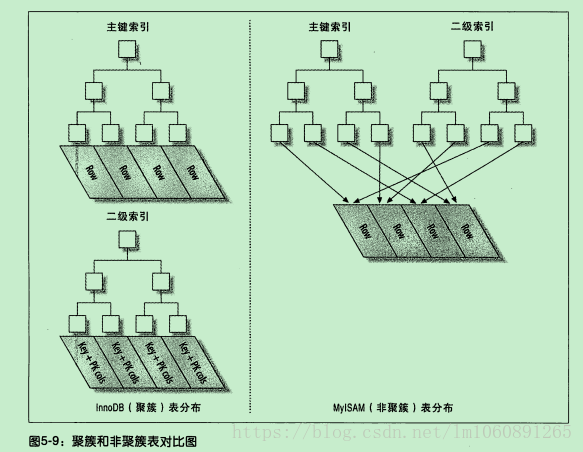 主键索引
Row
Row
Row
Row
二级索引
Key + PK cols
Key + PK cols
Key + PK cols
Key + PK cols
InnoDB（聚簇）表分布
主键索引
二级索引
Row
Row
Row
Row
MyISAM（非聚簇）表分布
图5-9：聚簇和非聚簇表对比图
https://blog.csdn.net/lml060891265